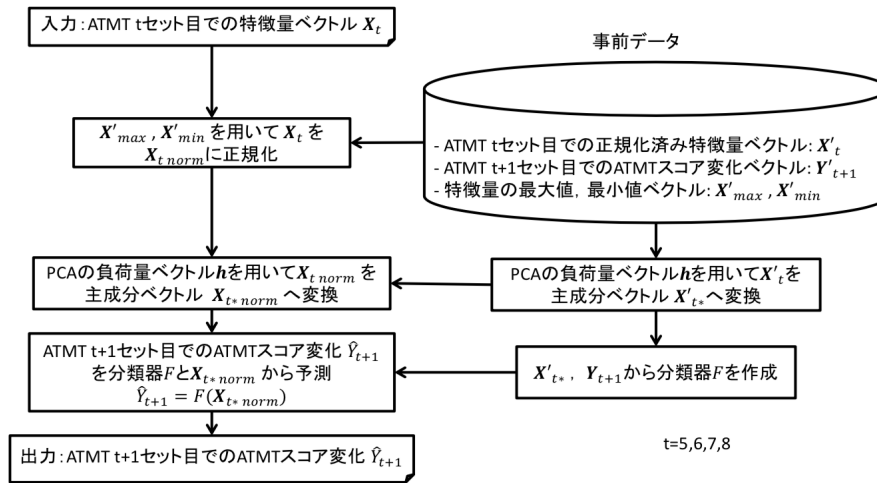 入力：ATMT tセット目での特徴量ベクトル X_t
事前データ
X'_max , X'_min を用いて X_t を
X_t norm に正規化
- ATMT tセット目での正規化済み特徴量ベクトル: X'_t
- ATMT t+1セット目でのATMTスコア変化ベクトル: Y'_t+1
- 特徴量の最大値，最小値ベクトル: X'_max , X'_min
PCAの負荷量ベクトルhを用いてX_t norm を
主成分ベクトル X_t* norm へ変換
PCAの負荷量ベクトルhを用いてX'_t を
主成分ベクトル X'_t* へ変換
ATMT t+1セット目でのATMTスコア変化 Ŷ_t+1
を分類器FとX_t* norm から予測
Ŷ_t+1 = F(X_t* norm)
X'_t* ， Y_t+1から分類器Fを作成
出力：ATMT t+1セット目でのATMTスコア変化 Ŷ_t+1
t=5,6,7,8